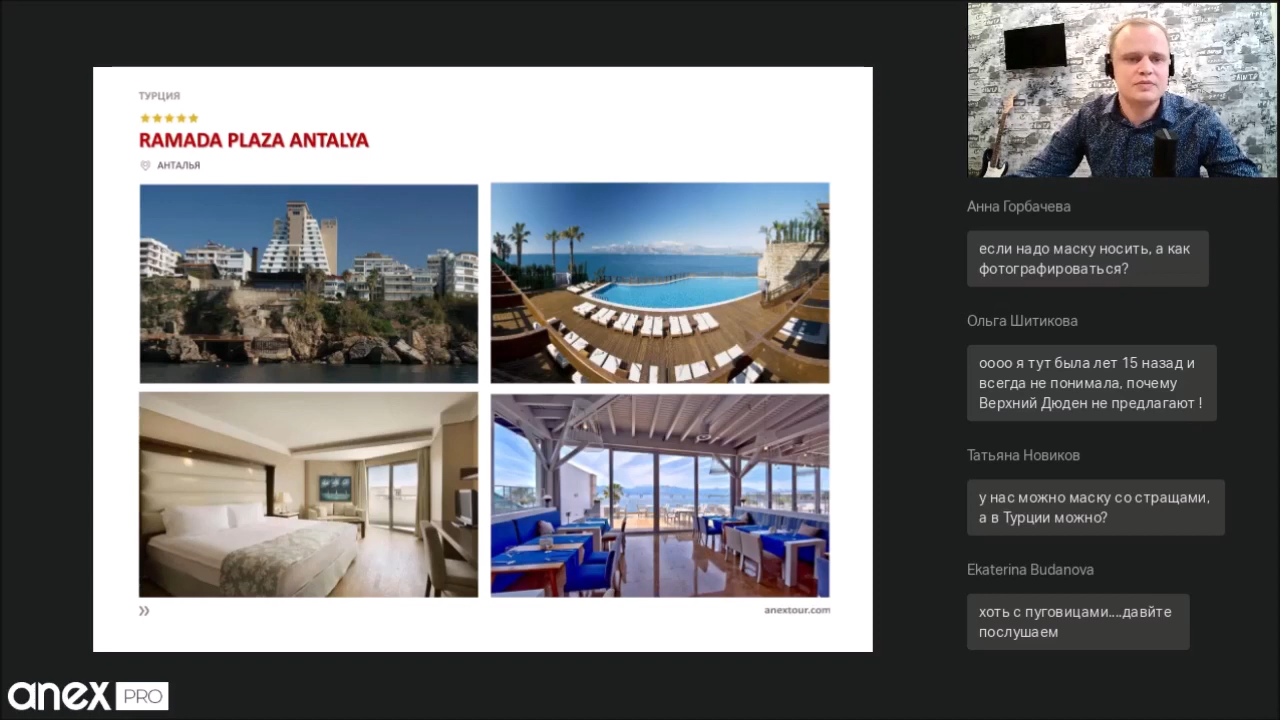 ТУРЦИЯ
RAMADA PLAZA ANTALYA
АНТАЛЬЯ
anextour.com
anex PRO
Анна Горбачева
если надо маску носить, а как
фотографироваться?
Ольга Шитикова
оооо я тут была лет 15 назад и
всегда не понимала, почему
Верхний Дюден не предлагают !
Татьяна Новиков
у нас можно маску со стращами,
а в Турции можно?
Ekaterina Budanova
хоть с пуговицами....давйте
послушаем